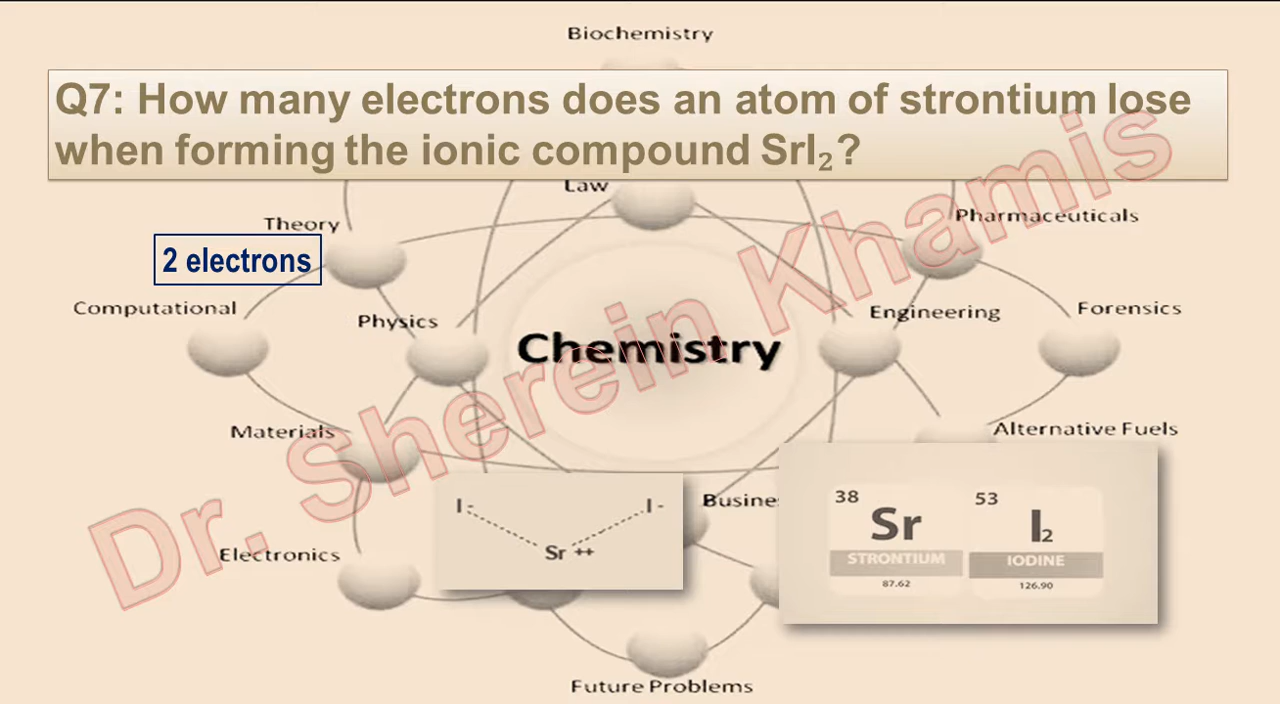 Biochemistry
Q7: How many electrons does an atom of strontium lose
when forming the ionic compound SrI₂?
Law
Theory
Pharmaceuticals
2 electrons
Computational
Physics
Engineering
Forensics
Chemistry
Materials
Alternative Fuels
I- I-
Sr ++
Busine
38 Sr STRONTIUM 87.62
53 I₂ IODINE 126.90
Electronics
Future Problems
Dr. Sherein Khamis